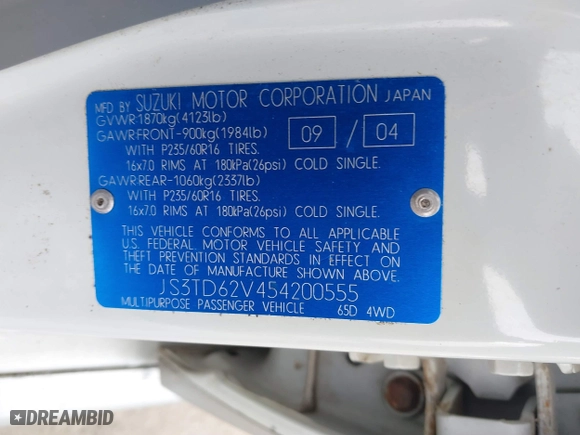 MFD BY SUZUKI MOTOR CORPORATION JAPAN
GVWR:1870kg(4123lb)
GAWR:FRONT-900kg(1984lb) 09 / 04
WITH P235/60R16 TIRES.
16x7.0 RIMS AT 180kPa(26psi) COLD SINGLE.
GAWR:REAR-1060kg(2337lb)
WITH P235/60R16 TIRES.
16x7.0 RIMS AT 180kPa(26psi) COLD SINGLE.
THIS VEHICLE CONFORMS TO ALL APPLICABLE
U.S. FEDERAL MOTOR VEHICLE SAFETY AND
THEFT PREVENTION STANDARDS IN EFFECT ON
THE DATE OF MANUFACTURE SHOWN ABOVE.
JS3TD62V454200555
MULTIPURPOSE PASSENGER VEHICLE 65D 4WD
DREAMBID